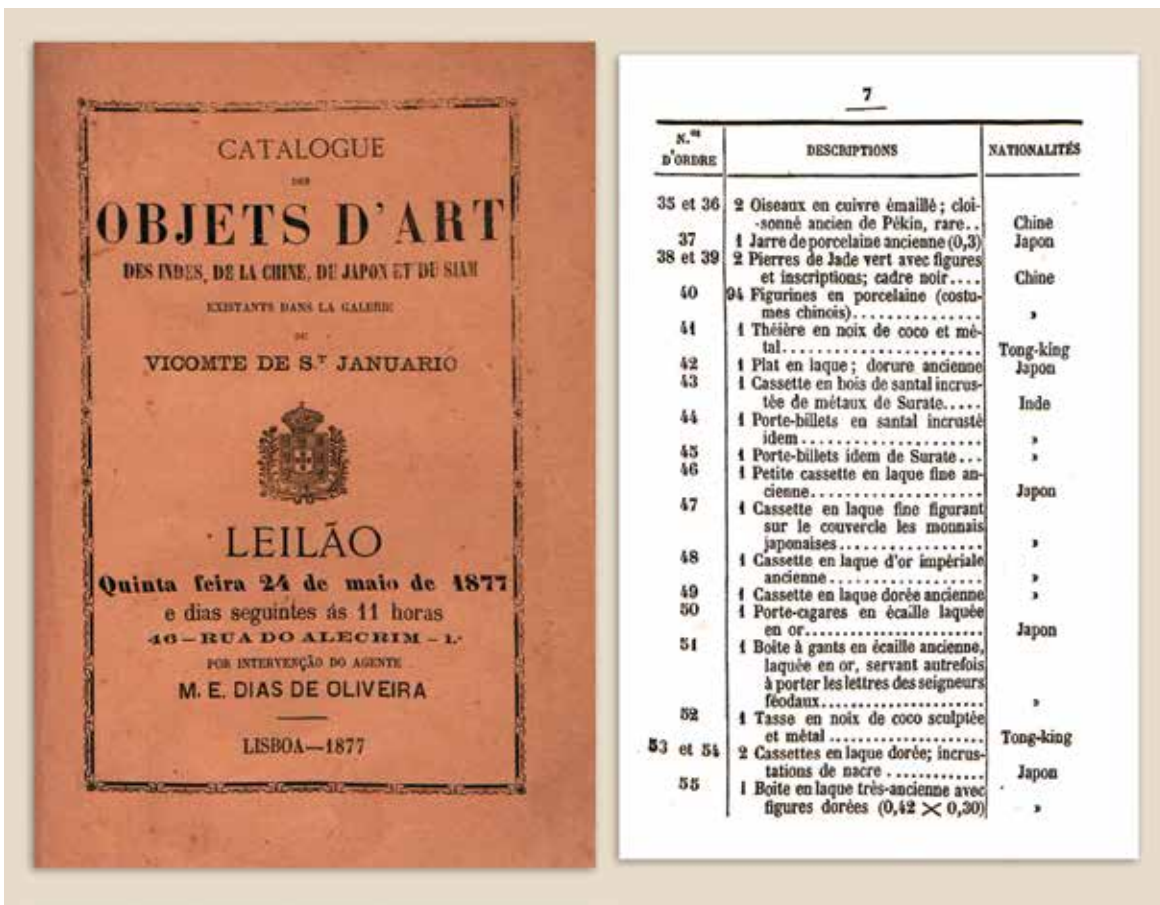 CATALOGUE
DES
OBJETS D'ART
DES INDES, DE LA CHINE, DU JAPON ET DU SIAM
EXISTANTS DANS LA GALERIE
DU
VICOMTE DE S.T JANUARIO
LEILÃO
Quinta feira 24 de maio de 1877
e dias seguintes ás 11 horas
46 – RUA DO ALECRIM – 1.º
POR INTERVENÇÃO DO AGENTE
M. E. DIAS DE OLIVEIRA
LISBOA—1877
7
N.os D'ORDRE DESCRIPTIONS NATIONALITÉS
35 et 36 2 Oiseaux en cuivre émaillé; cloi-
-sonné ancien de Pékin, rare.. Chine
37 1 Jarre de porcelaine ancienne (0,3) Japon
38 et 39 2 Pierres de Jade vert avec figures
et inscriptions; cadre noir.... Chine
40 94 Figurines en porcelaine (costu-
mes chinois)............... »
41 1 Théière en noix de coco et mé-
tal...................... Tong-king
42 1 Plat en laque; dorure ancienne Japon
43 1 Cassette en bois de santal incrus-
tée de métaux de Surate..... Inde
44 1 Porte-billets en santal incrusté
idem .................... »
45 1 Porte-billets idem de Surate... »
46 1 Petite cassette en laque fine an-
cienne................... Japon
47 1 Cassette en laque fine figurant
sur le couvercle les monnais
japonaises................ »
48 1 Cassette en laque d'or impériale
ancienne................. »
49 1 Cassette en laque dorée ancienne »
50 1 Porte-cigares en écaille laquée
en or.................... Japon
51 1 Boîte à gants en écaille ancienne,
laquée en or, servant autrefois
à porter les lettres des seigneurs
féodaux.................. »
52 1 Tasse en noix de coco sculptée
et métal ................. Tong-king
53 et 54 2 Cassettes en laque dorée; incrus-
tations de nacre ............ Japon
55 1 Boite en laque très-ancienne avec
figures dorées (0,42 × 0,30) »